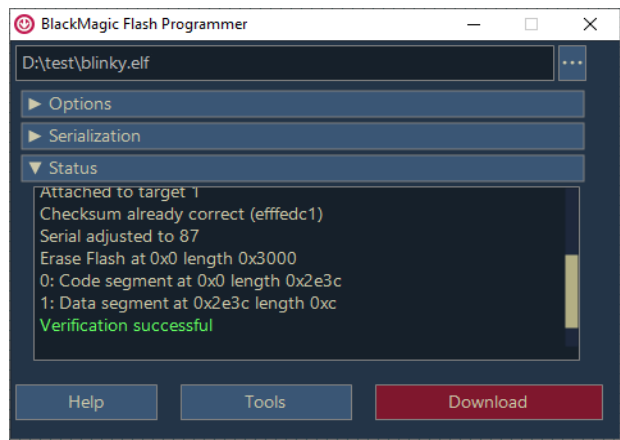 BlackMagic Flash Programmer
D:\test\blinky.elf
...
Options
Serialization
Status
Attached to target 1
Checksum already correct (efffedc1)
Serial adjusted to 87
Erase Flash at 0x0 length 0x3000
0: Code segment at 0x0 length 0x2e3c
1: Data segment at 0x2e3c length 0xc
Verification successful
Help
Tools
Download